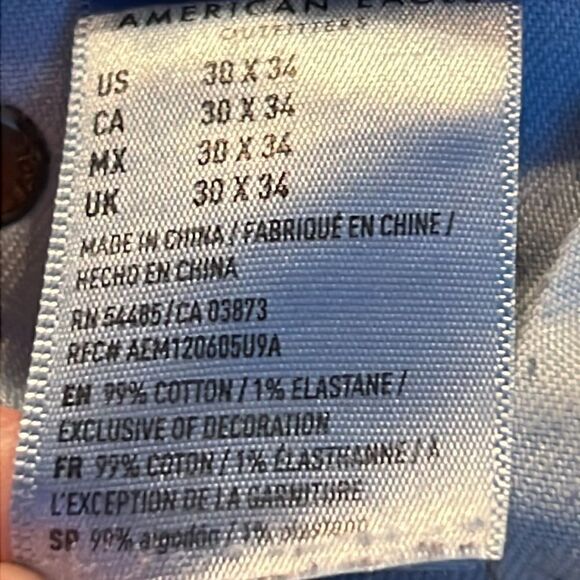 AMERICAN EAGLE
OUTFITTERS
US 30 X 34
CA 30 X 34
MX 30 X 34
UK 30 X 34
MADE IN CHINA / FABRIQUÉ EN CHINE /
HECHO EN CHINA
RN 54485/CA 03873
RFC# AEM120605U9A
EN 99% COTTON / 1% ELASTANE /
EXCLUSIVE OF DECORATION
FR 99% COTON / 1% ÉLASTHANNE / À
L'EXCEPTION DE LA GARNITURE
SP 99% algodón / 1% elastano